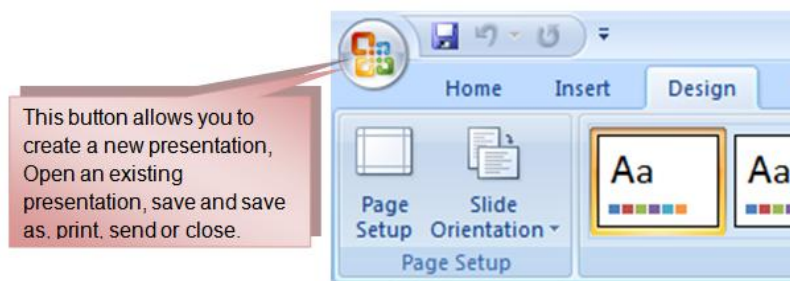 Home Insert Design
This button allows you to
create a new presentation,
Open an existing
presentation, save and save
as, print, send or close.
Page Setup
Slide Orientation
Page Setup
Aa
Aa